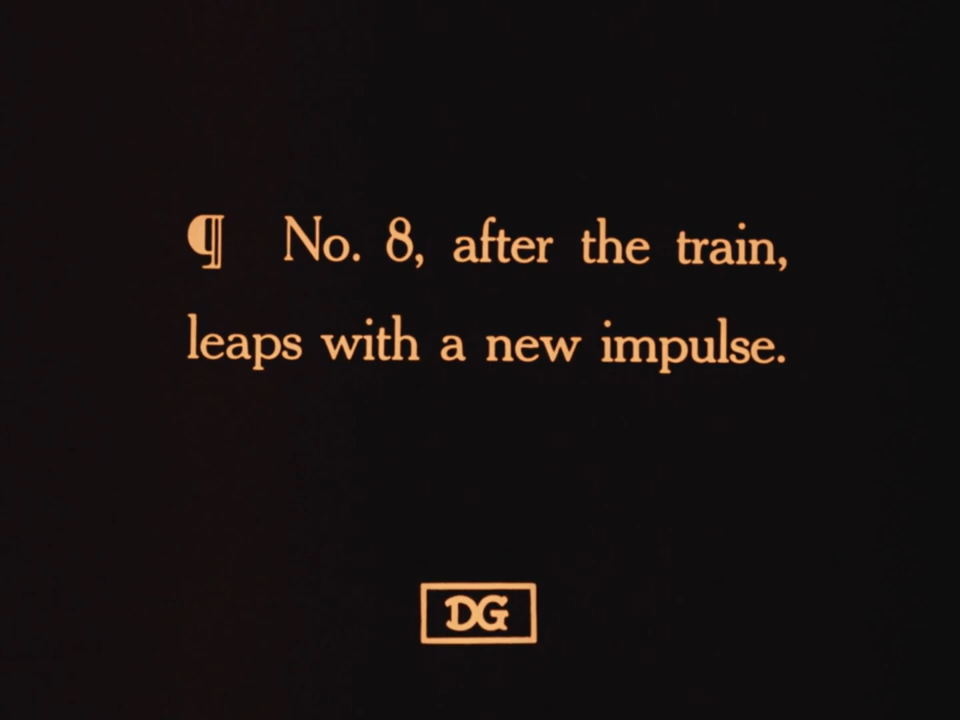 ¶ No. 8, after the train,
leaps with a new impulse.
DG